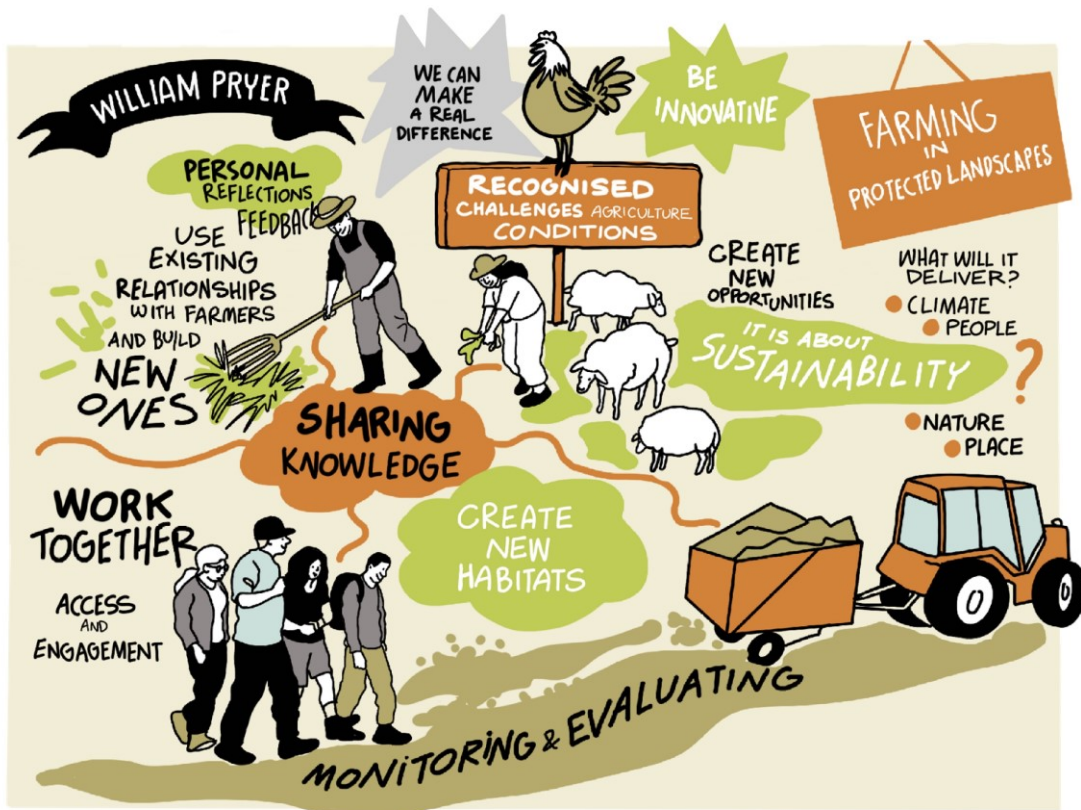 WILLIAM PRYER
WE CAN
MAKE
A REAL
DIFFERENCE
BE
INNOVATIVE
FARMING
IN
PROTECTED LANDSCAPES
PERSONAL
REFLECTIONS
FEEDBACK
RECOGNISED
CHALLENGES AGRICULTURE
CONDITIONS
USE
EXISTING
RELATIONSHIPS
WITH FARMERS
AND BUILD
NEW
ONES
CREATE
NEW
OPPORTUNITIES
WHAT WILL IT
DELIVER?
CLIMATE
PEOPLE
?
NATURE
PLACE
IT IS ABOUT
SUSTAINABILITY
SHARING
KNOWLEDGE
WORK
TOGETHER
ACCESS
AND
ENGAGEMENT
CREATE
NEW
HABITATS
MONITORING & EVALUATING